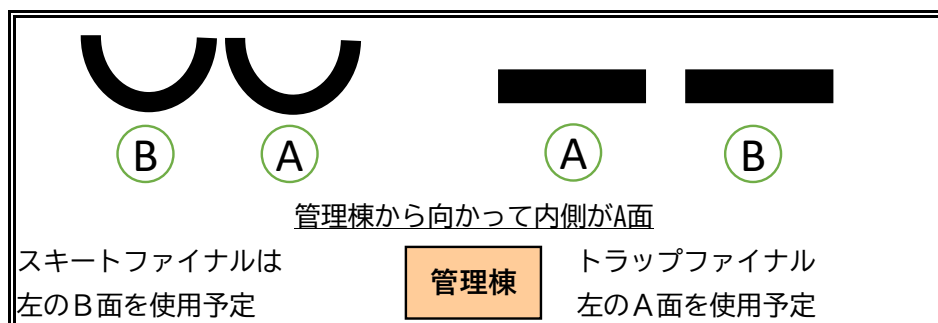 B A A B
管理棟から向かって内側がA面
スキートファイナルは
左のB面を使用予定
管理棟
トラップファイナル
左のA面を使用予定